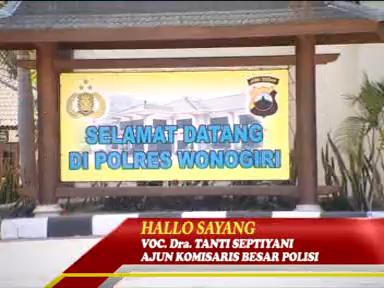 SELAMAT DATANG
DI POLRES WONOGIRI
HALLO SAYANG
VOC. Dra. TANTI SEPTIYANI
AJUN KOMISARIS BESAR POLISI